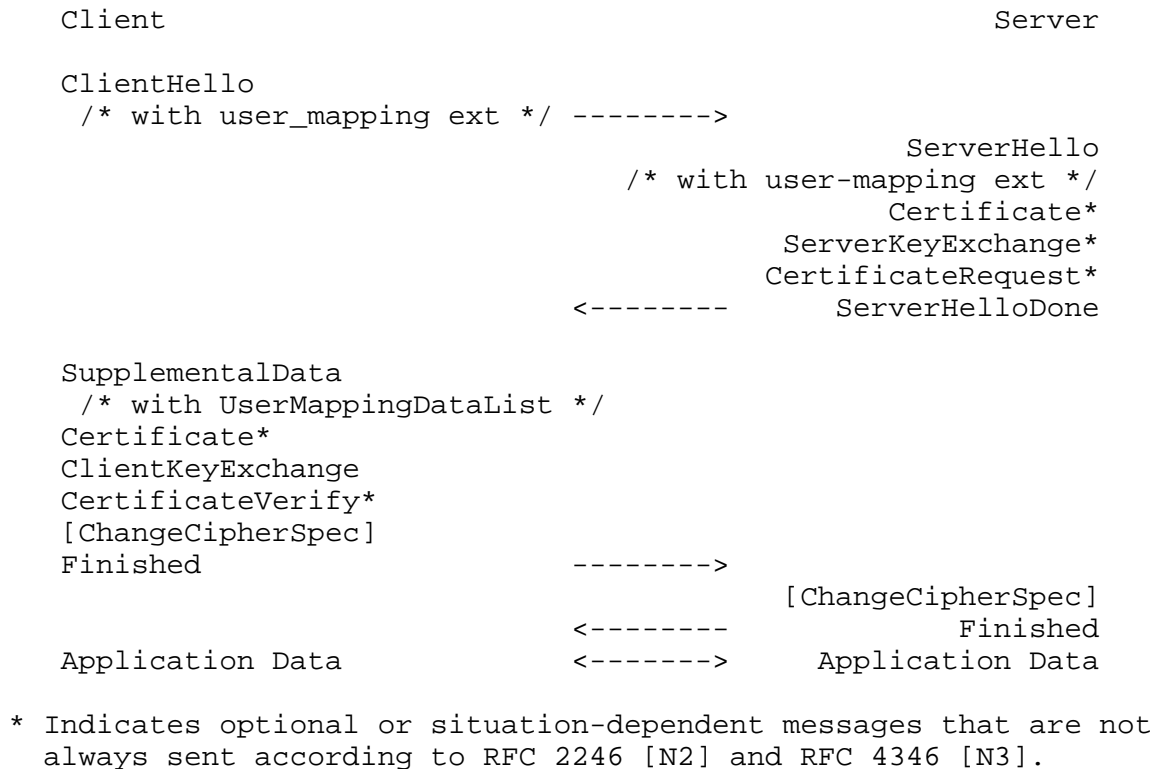 Client                                               Server

ClientHello
 /* with user_mapping ext */ -------->
                                                ServerHello
                                /* with user-mapping ext */
                                               Certificate*
                                         ServerKeyExchange*
                                        CertificateRequest*
                             <--------      ServerHelloDone

SupplementalData
 /* with UserMappingDataList */
Certificate*
ClientKeyExchange
CertificateVerify*
[ChangeCipherSpec]
Finished                     -------->
                                         [ChangeCipherSpec]
                             <--------             Finished
Application Data             <------->     Application Data

* Indicates optional or situation-dependent messages that are not
always sent according to RFC 2246 [N2] and RFC 4346 [N3].